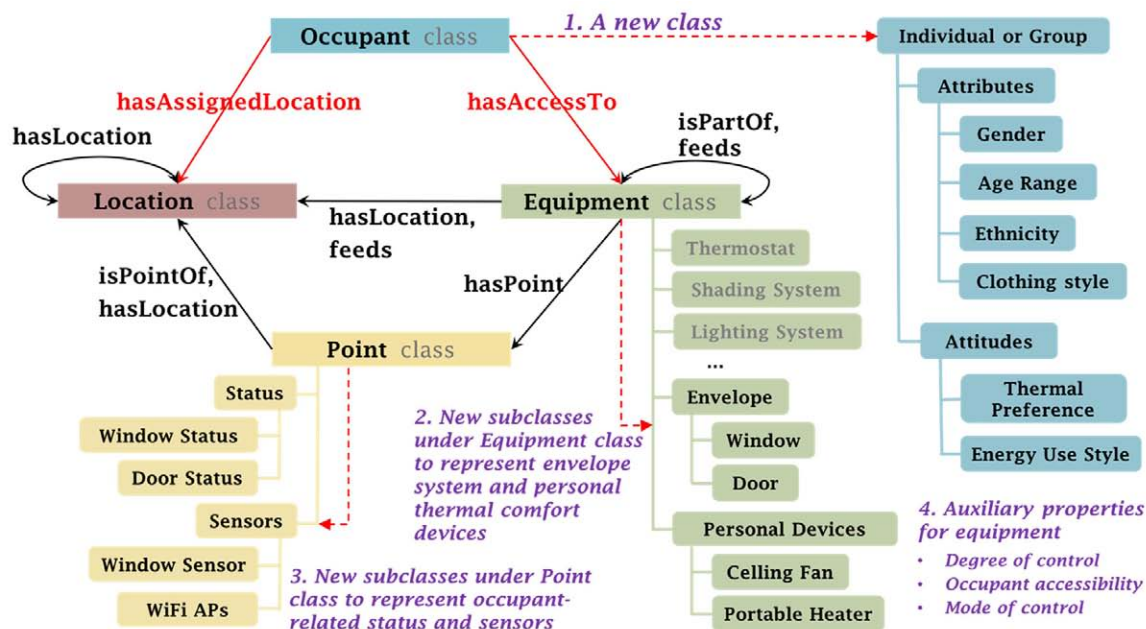 Occupant class
1. A new class
Individual or Group
hasAssignedLocation
hasAccessTo
Attributes
hasLocation
isPartOf,
feeds
Gender
Age Range
Location class
Equipment class
hasLocation,
feeds
Ethnicity
Thermostat
isPointOf,
hasLocation
hasPoint
Clothing style
Shading System
Lighting System
...
Point class
Attitudes
Status
Envelope
Thermal
Preference
Window Status
2. New subclasses
under Equipment class
to represent envelope
system and personal
thermal comfort
devices
Window
Door Status
Door
Energy Use Style
Sensors
Personal Devices
4. Auxiliary properties
for equipment
• Degree of control
• Occupant accessibility
• Mode of control
Window Sensor
Celling Fan
3. New subclasses under Point
class to represent occupant-
related status and sensors
WiFi APs
Portable Heater